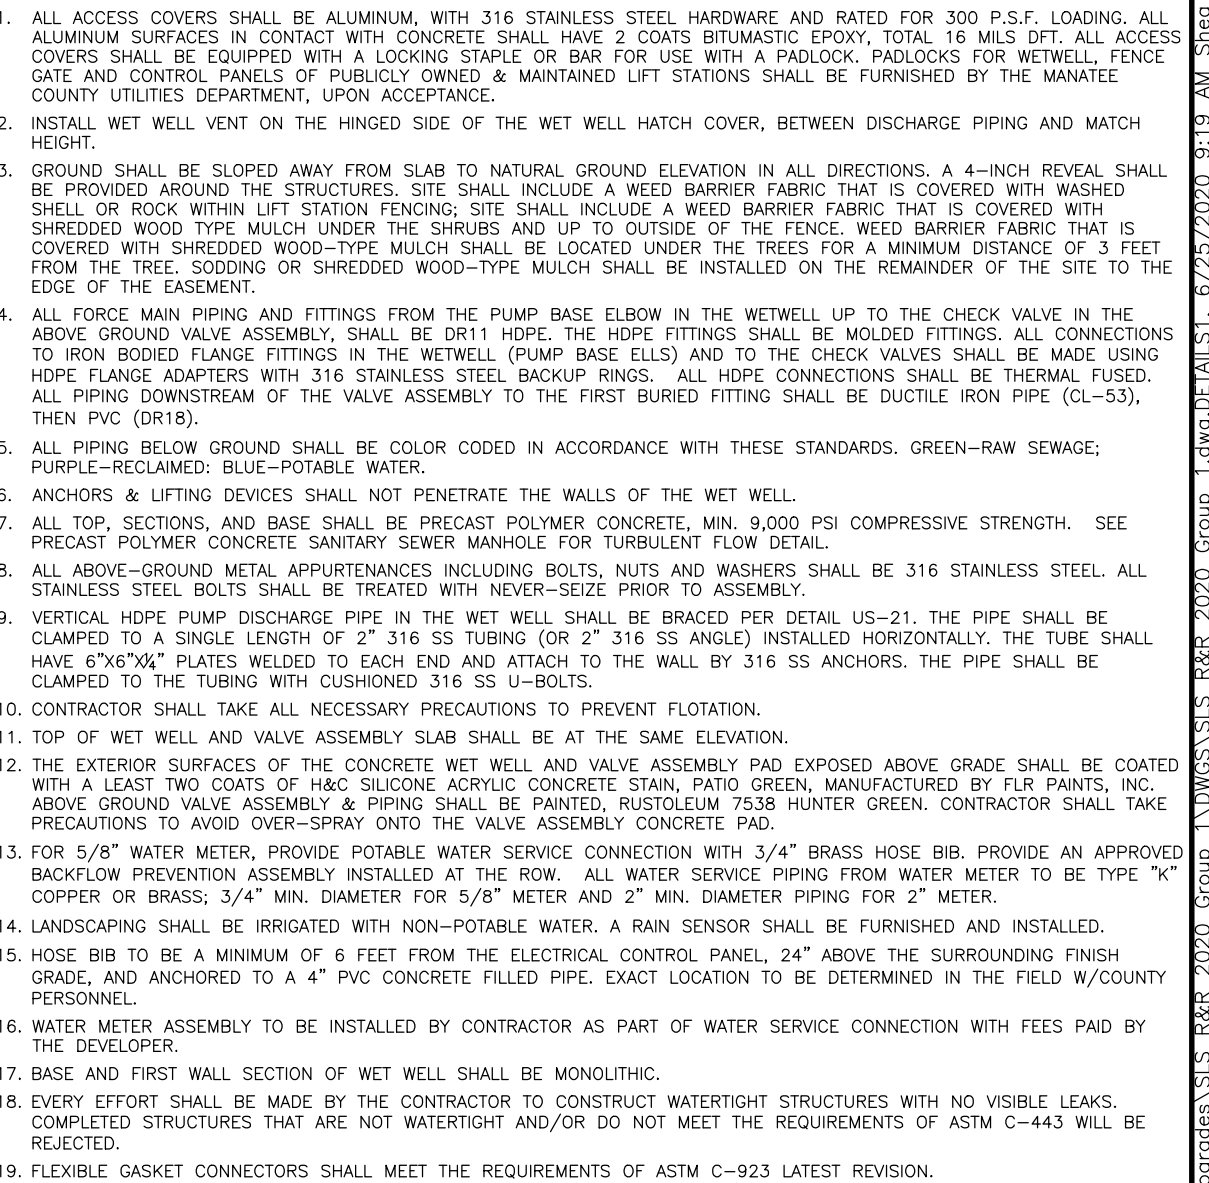 1. ALL ACCESS COVERS SHALL BE ALUMINUM, WITH 316 STAINLESS STEEL HARDWARE AND RATED FOR 300 P.S.F. LOADING. ALL
ALUMINUM SURFACES IN CONTACT WITH CONCRETE SHALL HAVE 2 COATS BITUMASTIC EPOXY, TOTAL 16 MILS DFT. ALL ACCESS
COVERS SHALL BE EQUIPPED WITH A LOCKING STAPLE OR BAR FOR USE WITH A PADLOCK. PADLOCKS FOR WETWELL, FENCE
GATE AND CONTROL PANELS OF PUBLICLY OWNED & MAINTAINED LIFT STATIONS SHALL BE FURNISHED BY THE MANATEE
COUNTY UTILITIES DEPARTMENT, UPON ACCEPTANCE.
2. INSTALL WET WELL VENT ON THE HINGED SIDE OF THE WET WELL HATCH COVER, BETWEEN DISCHARGE PIPING AND MATCH
HEIGHT.
3. GROUND SHALL BE SLOPED AWAY FROM SLAB TO NATURAL GROUND ELEVATION IN ALL DIRECTIONS. A 4-INCH REVEAL SHALL
BE PROVIDED AROUND THE STRUCTURES. SITE SHALL INCLUDE A WEED BARRIER FABRIC THAT IS COVERED WITH WASHED
SHELL OR ROCK WITHIN LIFT STATION FENCING; SITE SHALL INCLUDE A WEED BARRIER FABRIC THAT IS COVERED WITH
SHREDDED WOOD TYPE MULCH UNDER THE SHRUBS AND UP TO OUTSIDE OF THE FENCE. WEED BARRIER FABRIC THAT IS
COVERED WITH SHREDDED WOOD-TYPE MULCH SHALL BE LOCATED UNDER THE TREES FOR A MINIMUM DISTANCE OF 3 FEET
FROM THE TREE. SODDING OR SHREDDED WOOD-TYPE MULCH SHALL BE INSTALLED ON THE REMAINDER OF THE SITE TO THE
EDGE OF THE EASEMENT.
4. ALL FORCE MAIN PIPING AND FITTINGS FROM THE PUMP BASE ELBOW IN THE WETWELL UP TO THE CHECK VALVE IN THE
ABOVE GROUND VALVE ASSEMBLY, SHALL BE DR11 HDPE. THE HDPE FITTINGS SHALL BE MOLDED FITTINGS. ALL CONNECTIONS
TO IRON BODIED FLANGE FITTINGS IN THE WETWELL (PUMP BASE ELLS) AND TO THE CHECK VALVES SHALL BE MADE USING
HDPE FLANGE ADAPTERS WITH 316 STAINLESS STEEL BACKUP RINGS. ALL HDPE CONNECTIONS SHALL BE THERMAL FUSED.
ALL PIPING DOWNSTREAM OF THE VALVE ASSEMBLY TO THE FIRST BURIED FITTING SHALL BE DUCTILE IRON PIPE (CL-53),
THEN PVC (DR18).
5. ALL PIPING BELOW GROUND SHALL BE COLOR CODED IN ACCORDANCE WITH THESE STANDARDS. GREEN-RAW SEWAGE;
PURPLE-RECLAIMED: BLUE-POTABLE WATER.
6. ANCHORS & LIFTING DEVICES SHALL NOT PENETRATE THE WALLS OF THE WET WELL.
7. ALL TOP, SECTIONS, AND BASE SHALL BE PRECAST POLYMER CONCRETE, MIN. 9,000 PSI COMPRESSIVE STRENGTH. SEE
PRECAST POLYMER CONCRETE SANITARY SEWER MANHOLE FOR TURBULENT FLOW DETAIL.
8. ALL ABOVE-GROUND METAL APPURTENANCES INCLUDING BOLTS, NUTS AND WASHERS SHALL BE 316 STAINLESS STEEL. ALL
STAINLESS STEEL BOLTS SHALL BE TREATED WITH NEVER-SEIZE PRIOR TO ASSEMBLY.
9. VERTICAL HDPE PUMP DISCHARGE PIPE IN THE WET WELL SHALL BE BRACED PER DETAIL US-21. THE PIPE SHALL BE
CLAMPED TO A SINGLE LENGTH OF 2" 316 SS TUBING (OR 2" 316 SS ANGLE) INSTALLED HORIZONTALLY. THE TUBE SHALL
HAVE 6"X6"X1/4" PLATES WELDED TO EACH END AND ATTACH TO THE WALL BY 316 SS ANCHORS. THE PIPE SHALL BE
CLAMPED TO THE TUBING WITH CUSHIONED 316 SS U-BOLTS.
10. CONTRACTOR SHALL TAKE ALL NECESSARY PRECAUTIONS TO PREVENT FLOTATION.
11. TOP OF WET WELL AND VALVE ASSEMBLY SLAB SHALL BE AT THE SAME ELEVATION.
12. THE EXTERIOR SURFACES OF THE CONCRETE WET WELL AND VALVE ASSEMBLY PAD EXPOSED ABOVE GRADE SHALL BE COATED
WITH A LEAST TWO COATS OF H&C SILICONE ACRYLIC CONCRETE STAIN, PATIO GREEN, MANUFACTURED BY FLR PAINTS, INC.
ABOVE GROUND VALVE ASSEMBLY & PIPING SHALL BE PAINTED, RUSTOLEUM 7538 HUNTER GREEN. CONTRACTOR SHALL TAKE
PRECAUTIONS TO AVOID OVER-SPRAY ONTO THE VALVE ASSEMBLY CONCRETE PAD.
13. FOR 5/8" WATER METER, PROVIDE POTABLE WATER SERVICE CONNECTION WITH 3/4" BRASS HOSE BIB. PROVIDE AN APPROVED
BACKFLOW PREVENTION ASSEMBLY INSTALLED AT THE ROW. ALL WATER SERVICE PIPING FROM WATER METER TO BE TYPE "K"
COPPER OR BRASS; 3/4" MIN. DIAMETER FOR 5/8" METER AND 2" MIN. DIAMETER PIPING FOR 2" METER.
14. LANDSCAPING SHALL BE IRRIGATED WITH NON-POTABLE WATER. A RAIN SENSOR SHALL BE FURNISHED AND INSTALLED.
15. HOSE BIB TO BE A MINIMUM OF 6 FEET FROM THE ELECTRICAL CONTROL PANEL, 24" ABOVE THE SURROUNDING FINISH
GRADE, AND ANCHORED TO A 4" PVC CONCRETE FILLED PIPE. EXACT LOCATION TO BE DETERMINED IN THE FIELD W/COUNTY
PERSONNEL.
16. WATER METER ASSEMBLY TO BE INSTALLED BY CONTRACTOR AS PART OF WATER SERVICE CONNECTION WITH FEES PAID BY
THE DEVELOPER.
17. BASE AND FIRST WALL SECTION OF WET WELL SHALL BE MONOLITHIC.
18. EVERY EFFORT SHALL BE MADE BY THE CONTRACTOR TO CONSTRUCT WATERTIGHT STRUCTURES WITH NO VISIBLE LEAKS.
COMPLETED STRUCTURES THAT ARE NOT WATERTIGHT AND/OR DO NOT MEET THE REQUIREMENTS OF ASTM C-443 WILL BE
REJECTED.
19. FLEXIBLE GASKET CONNECTORS SHALL MEET THE REQUIREMENTS OF ASTM C-923 LATEST REVISION.
pgrades\SLS R&R 2020 Group 1\DWGS\SLS R&R 2020 Group 1.dwg,DETAILS1, 6/25/2020 9:19 AM Shed